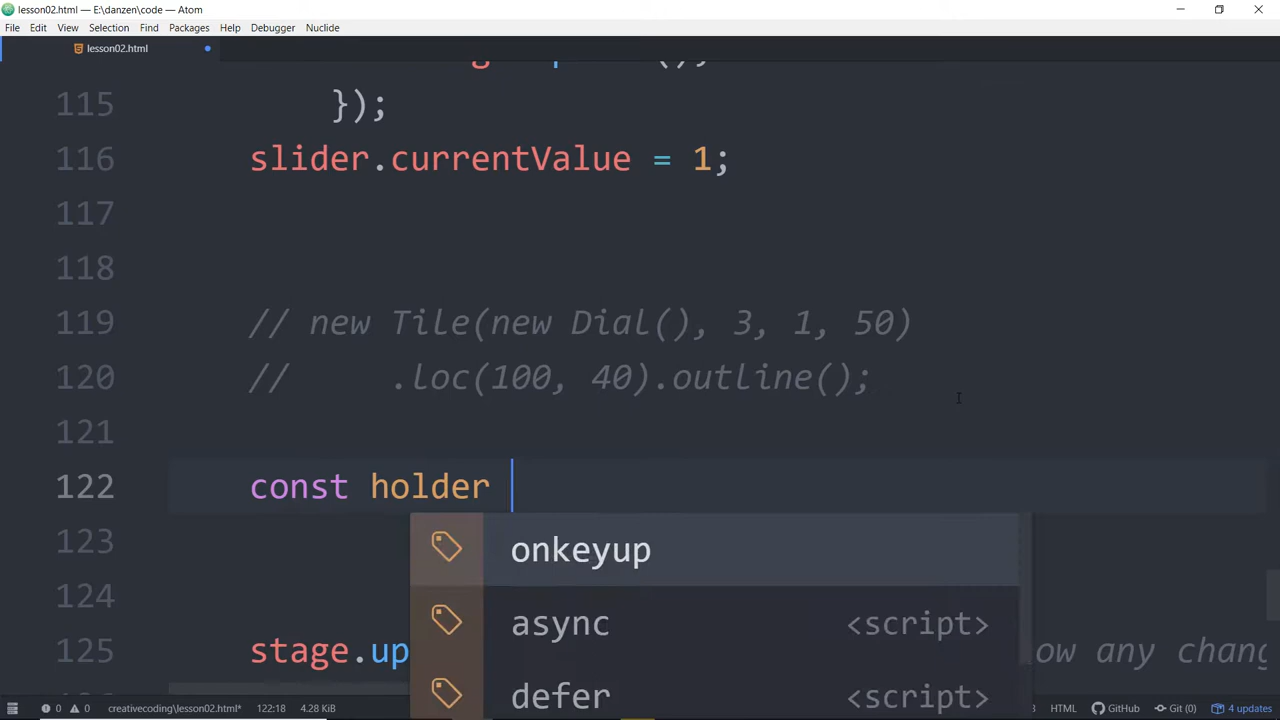 lesson02.html — E:\danzen\code — Atom
File Edit View Selection Find Packages Help Debugger Nuclide
lesson02.html
115 });
116 slider.currentValue = 1;
117
118
119 // new Tile(new Dial(), 3, 1, 50)
120 // .loc(100, 40).outline();
121
122 const holder
123 onkeyup
124 async <script>
125 stage.up ow any chang
defer <script>
0 0 creativecoding\lesson02.html* 122:18 4.28 KiB HTML GitHub Git (0) 4 updates